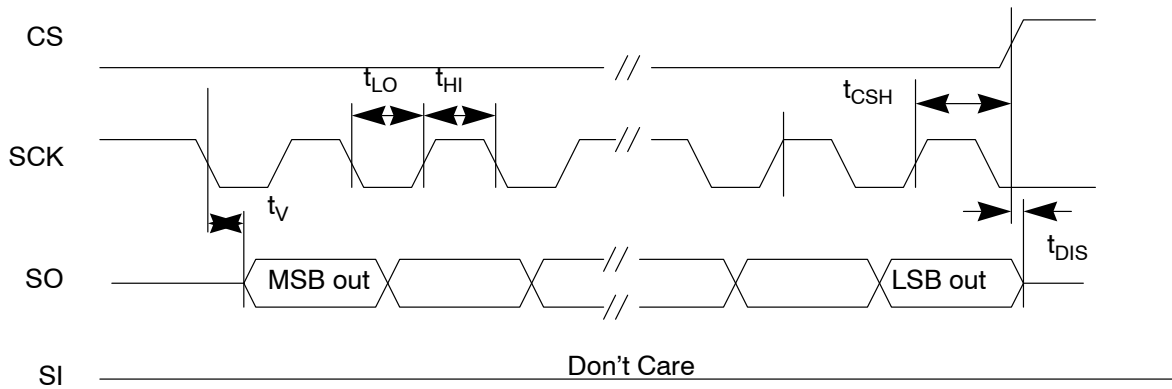 CS
tLO tHI
tCSH
SCK
tV
tDIS
SO
MSB out
LSB out
Don't Care
SI